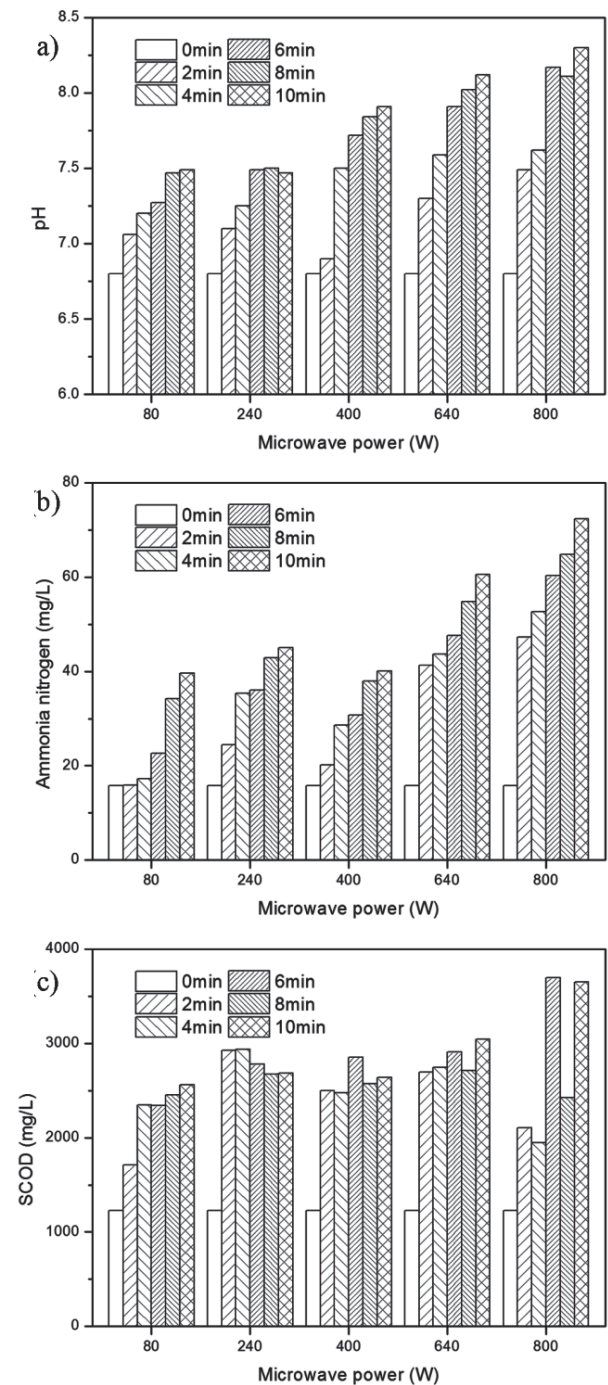 a)
0min 6min
2min 8min
4min 10min
8.5
8.0
7.5
7.0
6.5
6.0
pH
80 240 400 640 800
Microwave power (W)
b)
0min 6min
2min 8min
4min 10min
80
60
40
20
0
Ammonia nitrogen (mg/L)
80 240 400 640 800
Microwave power (W)
(c)
0min 6min
2min 8min
4min 10min
4000
3000
2000
1000
0
SCOD (mg/L)
80 240 400 640 800
Microwave power (W)